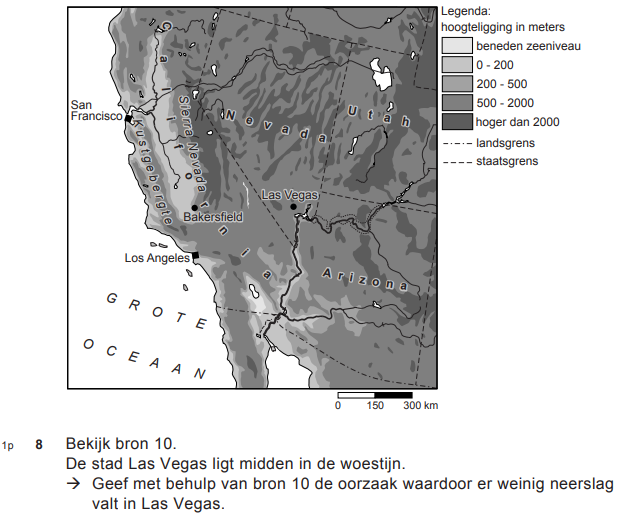 Legenda:
hoogteligging in meters
beneden zeeniveau
0 - 200
200 - 500
500 - 2000
hoger dan 2000
landsgrens
staatsgrens
California
Sierra Nevada
Nevada
Utah
San
Francisco
Kustgebergte
Las Vegas
Bakersfield
Los Angeles
Arizona
GROTE
OCEAAN
0 150 300 km
1p 8 Bekijk bron 10.
De stad Las Vegas ligt midden in de woestijn.
→ Geef met behulp van bron 10 de oorzaak waardoor er weinig neerslag
valt in Las Vegas.